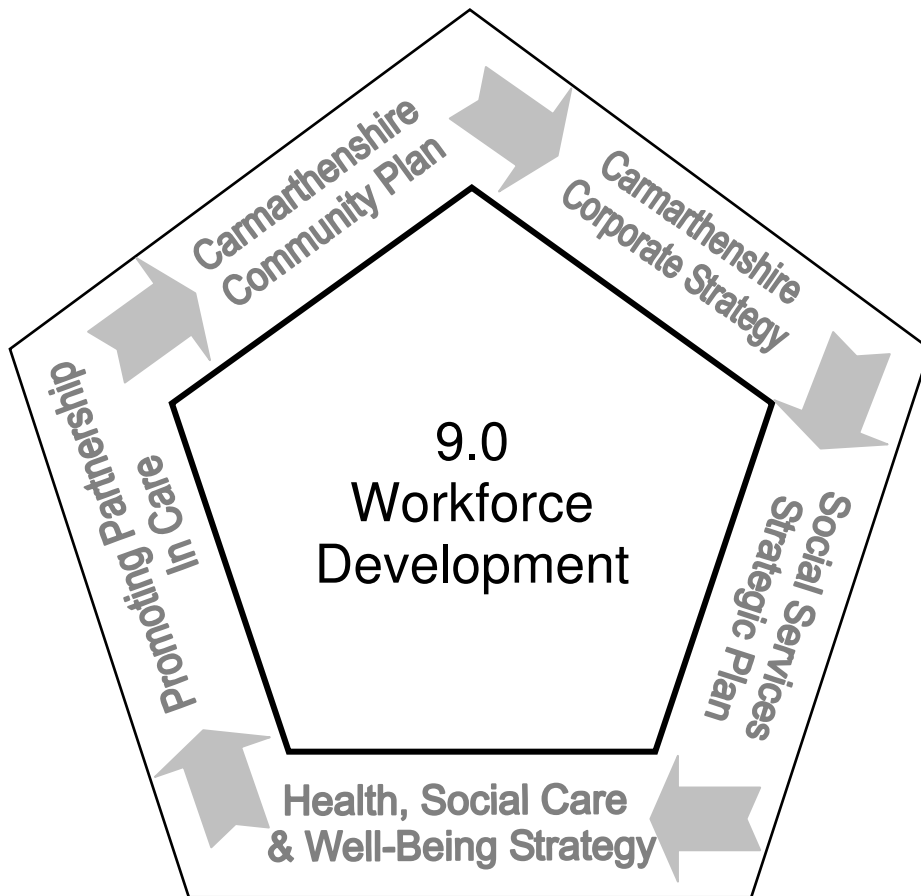 Carmarthenshire
Community Plan
Carmarthenshire
Corporate Strategy
Social Services
Strategic Plan
Health, Social Care
& Well-Being Strategy
Promoting Partnership
In Care
9.0
Workforce
Development